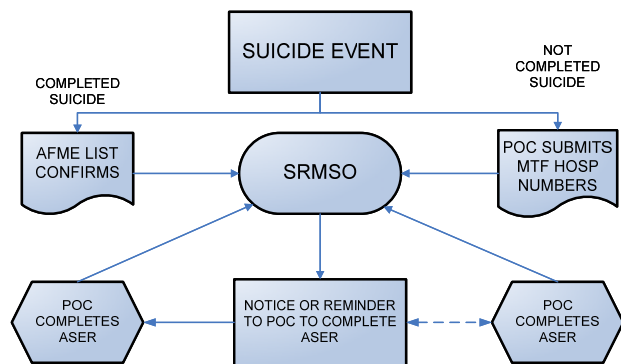 SUICIDE EVENT
COMPLETED
SUICIDE
NOT
COMPLETED
SUICIDE
AFME LIST
CONFIRMS
SRMSO
POC SUBMITS
MTF HOSP
NUMBERS
POC
COMPLETES
ASER
NOTICE OR REMINDER
TO POC TO COMPLETE
ASER
POC
COMPLETES
ASER